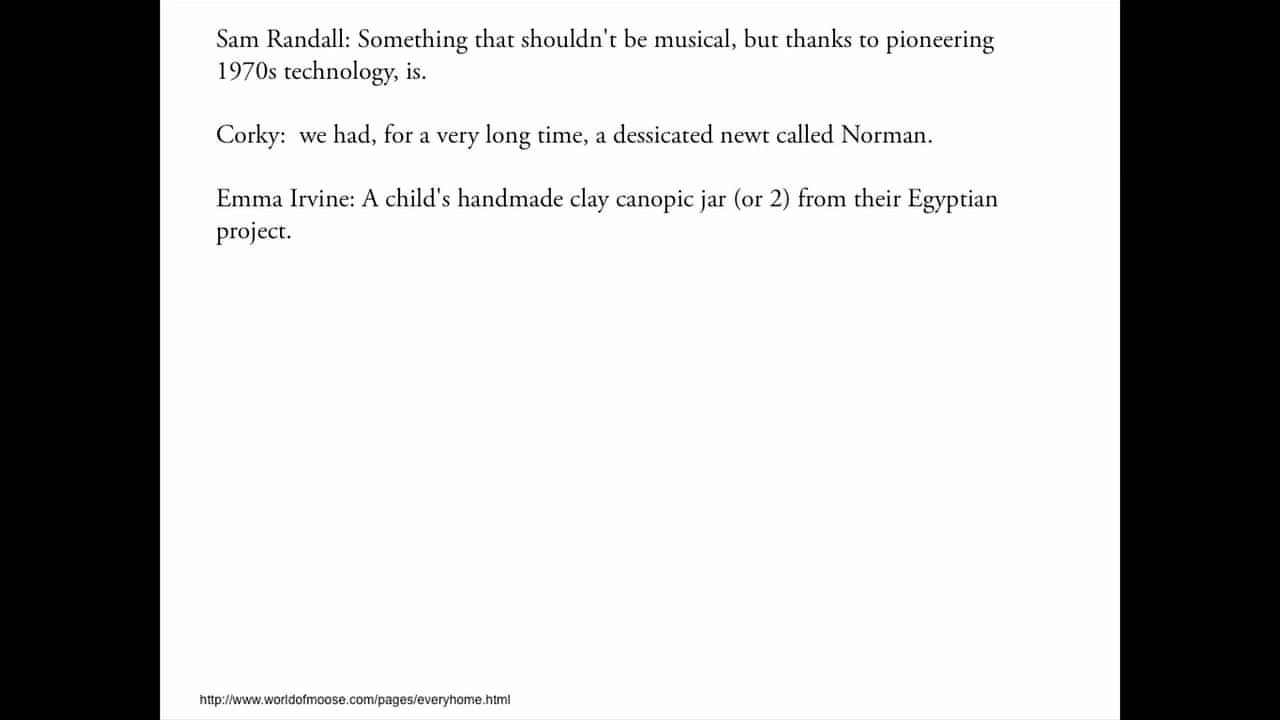 Sam Randall: Something that shouldn't be musical, but thanks to pioneering
1970s technology, is.
Corky:  we had, for a very long time, a dessicated newt called Norman.
Emma Irvine: A child's handmade clay canopic jar (or 2) from their Egyptian
project.
http://www.worldofmoose.com/pages/everyhome.html